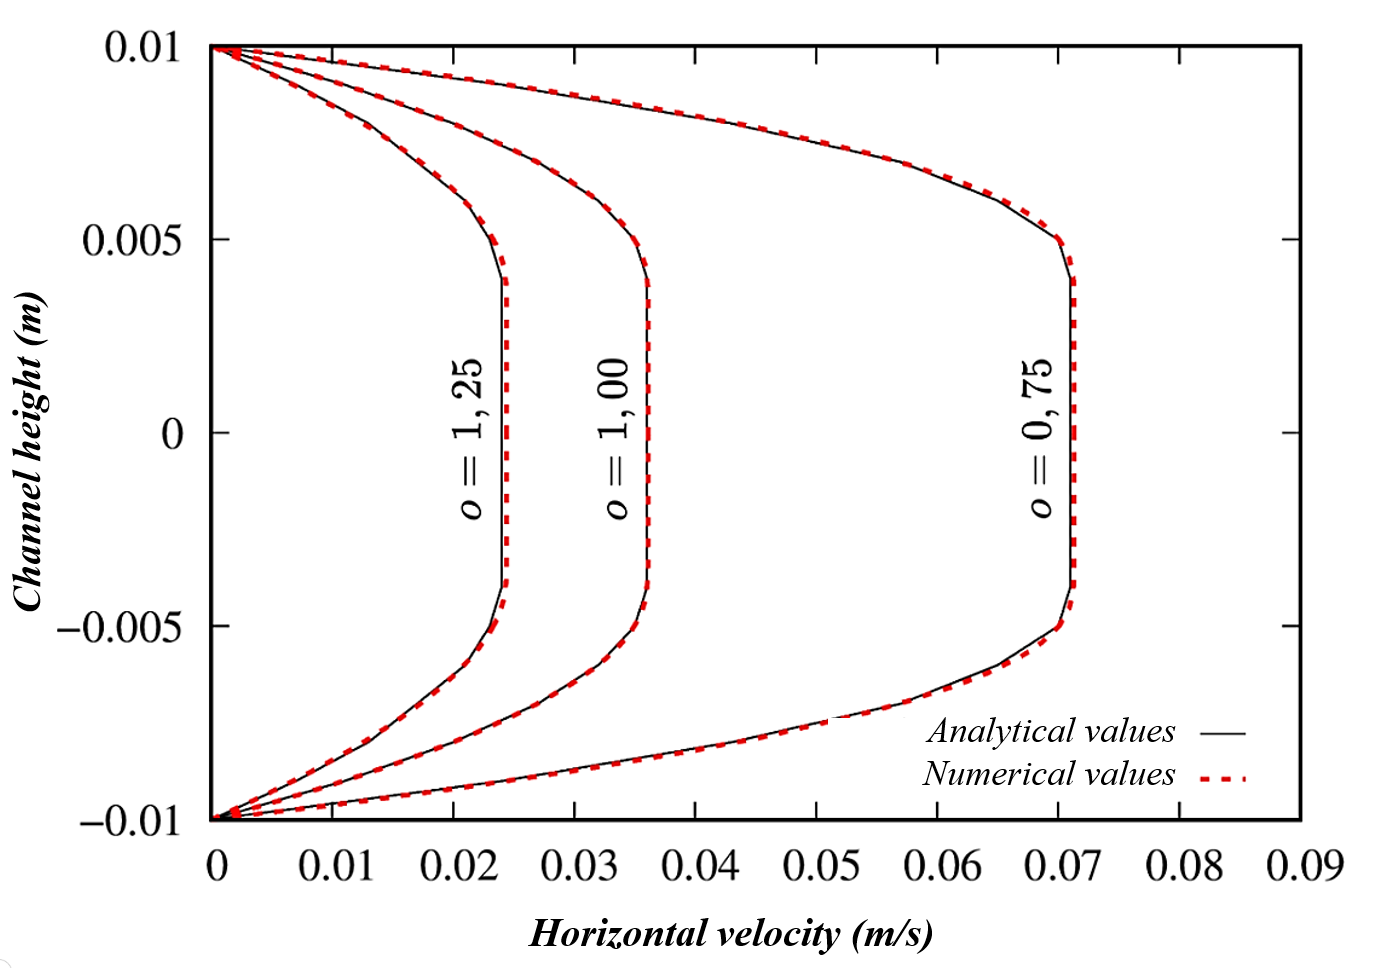 0.01
0.005
0
−0.005
−0.01
Channel height (m)
o = 1, 25
o = 1, 00
o = 0, 75
Analytical values
Numerical values
0 0.01 0.02 0.03 0.04 0.05 0.06 0.07 0.08 0.09
Horizontal velocity (m/s)